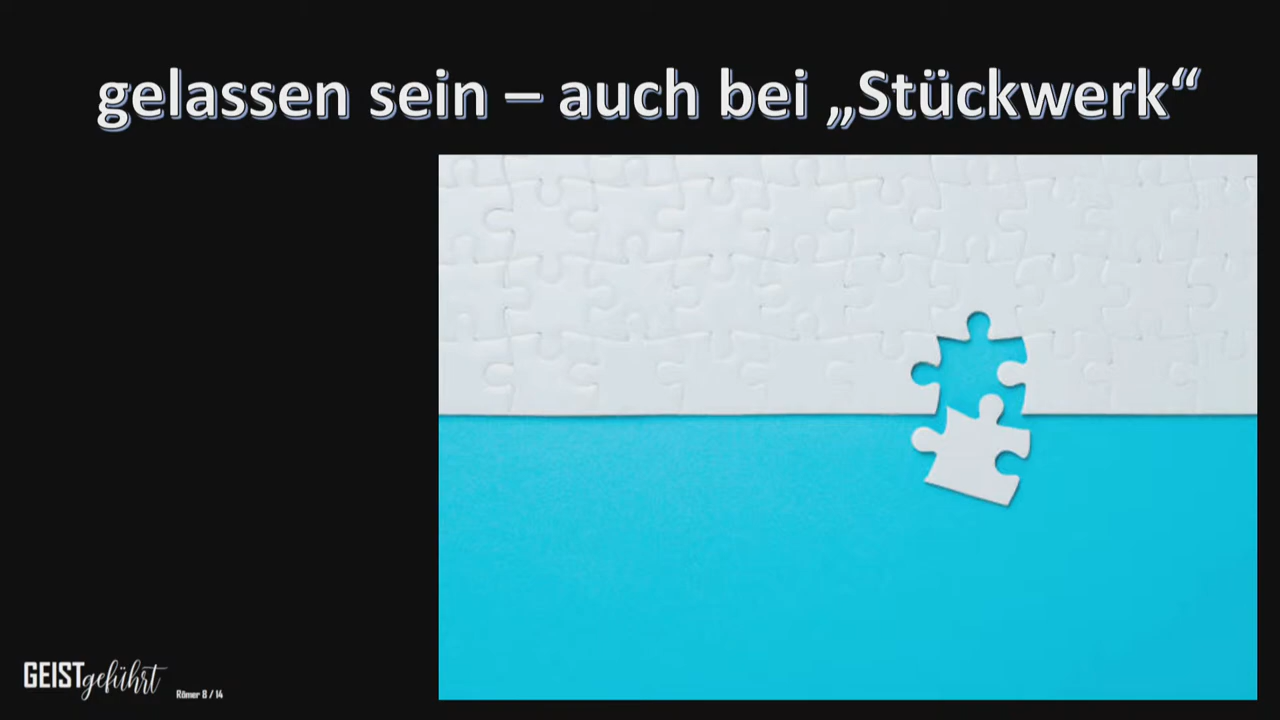 gelassen sein – auch bei „Stückwerk“
GEISTgeführt
Römer 8 / 14